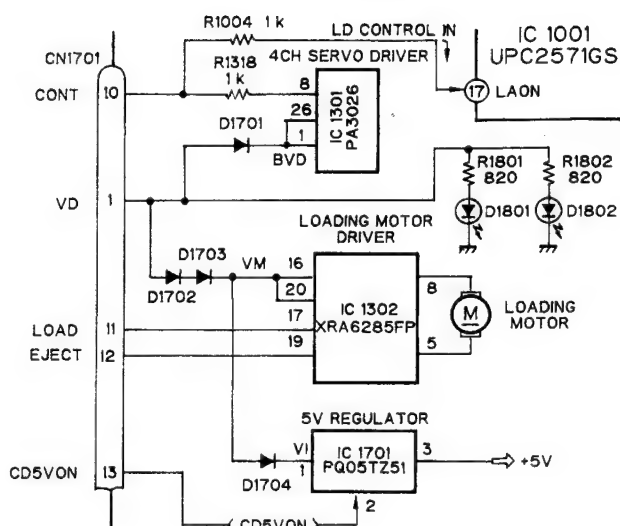 R1004 1k
LD CONTROL IN
IC 1001
UPC2571GS
CN1701
R1318
1k
4CH SERVO DRIVER
CONT
10
8
26
1
IC 1301
PA3026
17
LAON
D1701
BVD
R1801
820
R1802
820
VD
1
D1801
D1802
LOADING MOTOR
DRIVER
D1703
D1702
VM
16
20
17
19
IC 1302
XRA6285FP
8
5
M
LOADING
MOTOR
LOAD
11
EJECT
12
5V REGULATOR
VI
1
IC 1701
PQ05TZ51
3
+5V
D1704
2
CD5VON
13
(CD5VON)